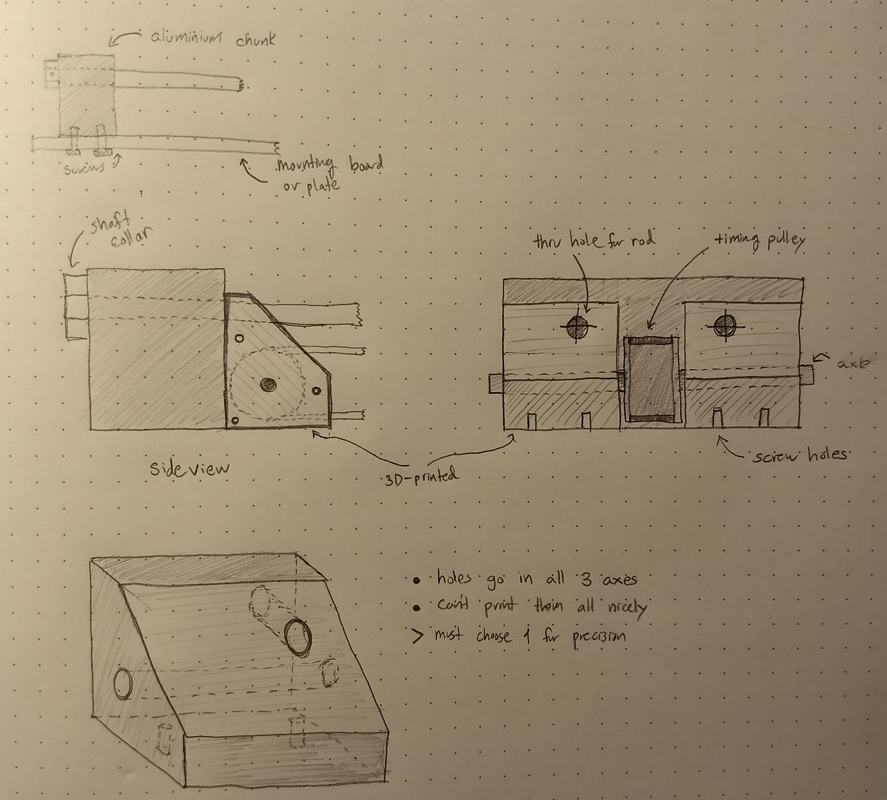 aluminium chunk
screws
mounting board
or plate
shaft
collar
thru hole for rod
timing pulley
axle
side view
3D-printed
screw holes
• holes go in all 3 axes
• can't print them all nicely
> must choose 1 for precision